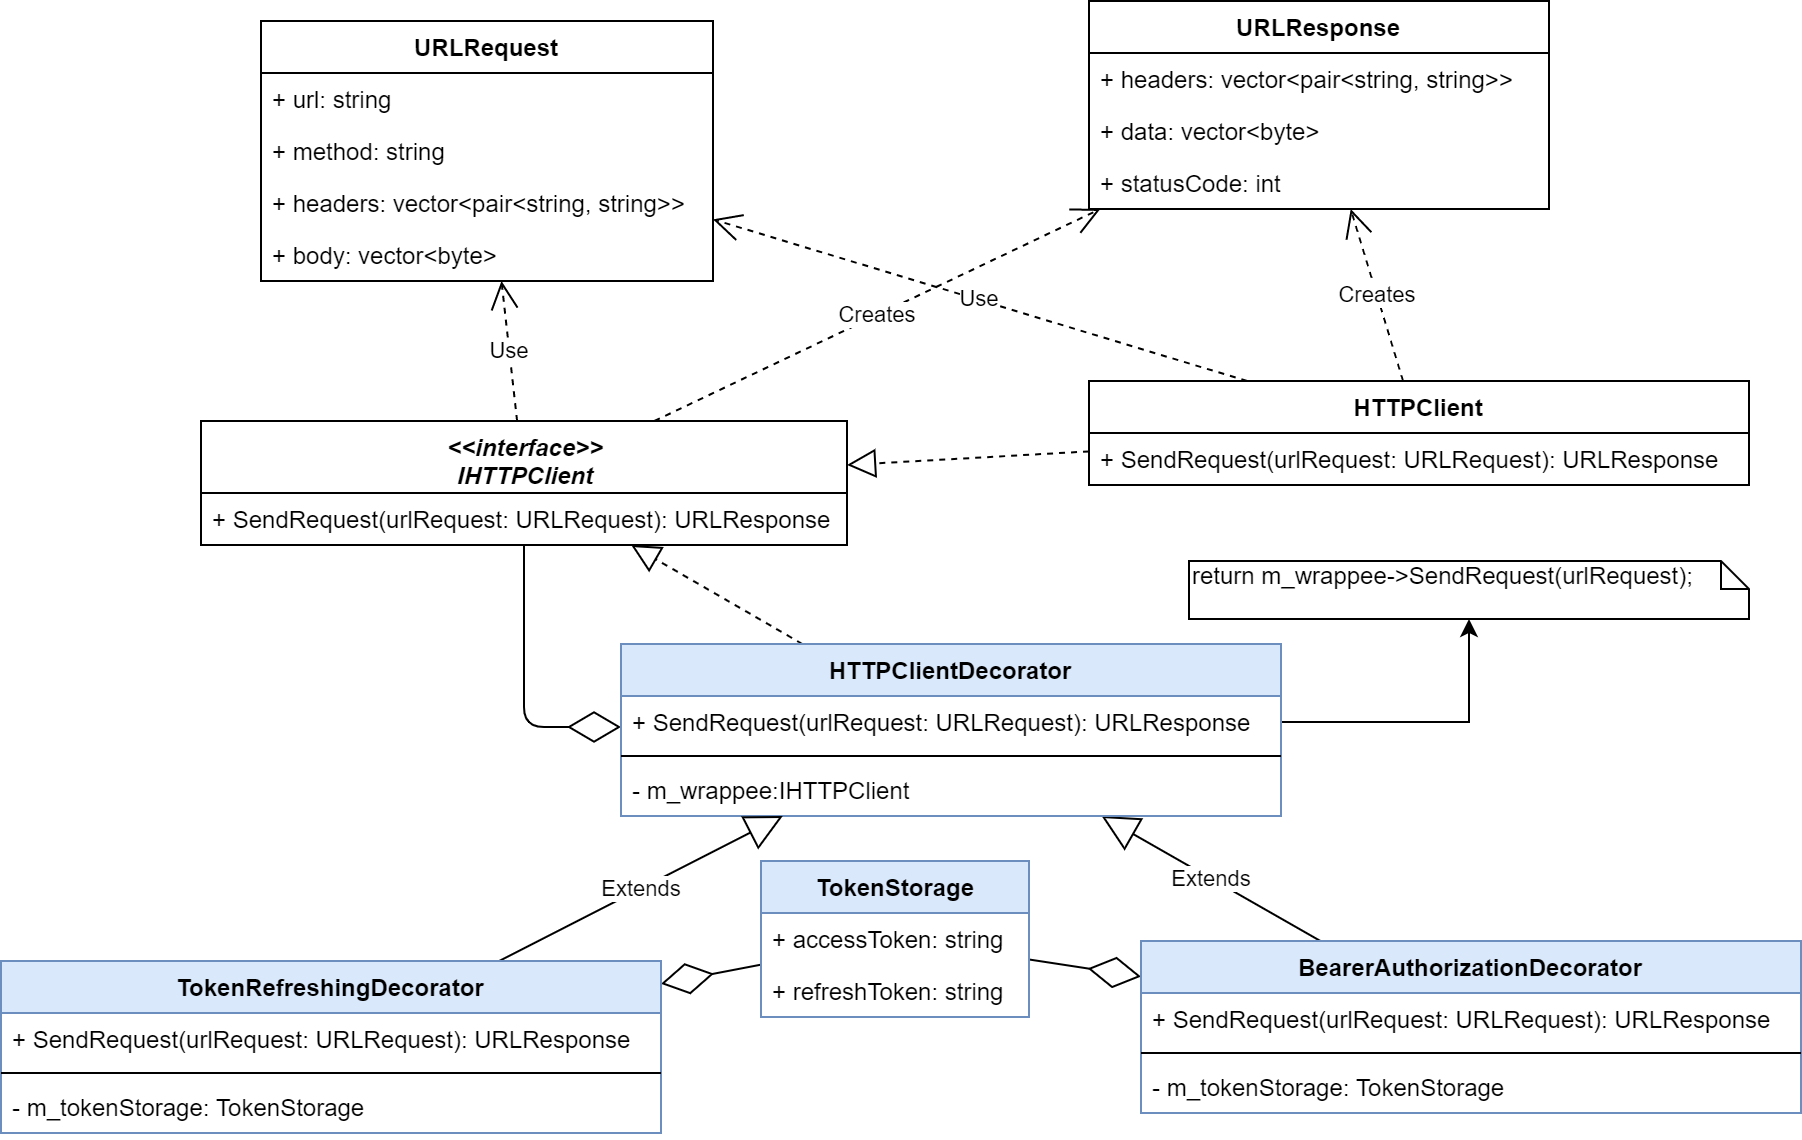 URLRequest
+ url: string
+ method: string
+ headers: vector<pair<string, string>>
+ body: vector<byte>
URLResponse
+ headers: vector<pair<string, string>>
+ data: vector<byte>
+ statusCode: int
Use
Creates
Use
Creates
<<interface>>
IHTTPClient
+ SendRequest(urlRequest: URLRequest): URLResponse
HTTPClient
+ SendRequest(urlRequest: URLRequest): URLResponse
return m_wrappee->SendRequest(urlRequest);
HTTPClientDecorator
+ SendRequest(urlRequest: URLRequest): URLResponse
- m_wrappee:IHTTPClient
Extends
Extends
TokenStorage
+ accessToken: string
+ refreshToken: string
TokenRefreshingDecorator
+ SendRequest(urlRequest: URLRequest): URLResponse
- m_tokenStorage: TokenStorage
BearerAuthorizationDecorator
+ SendRequest(urlRequest: URLRequest): URLResponse
- m_tokenStorage: TokenStorage